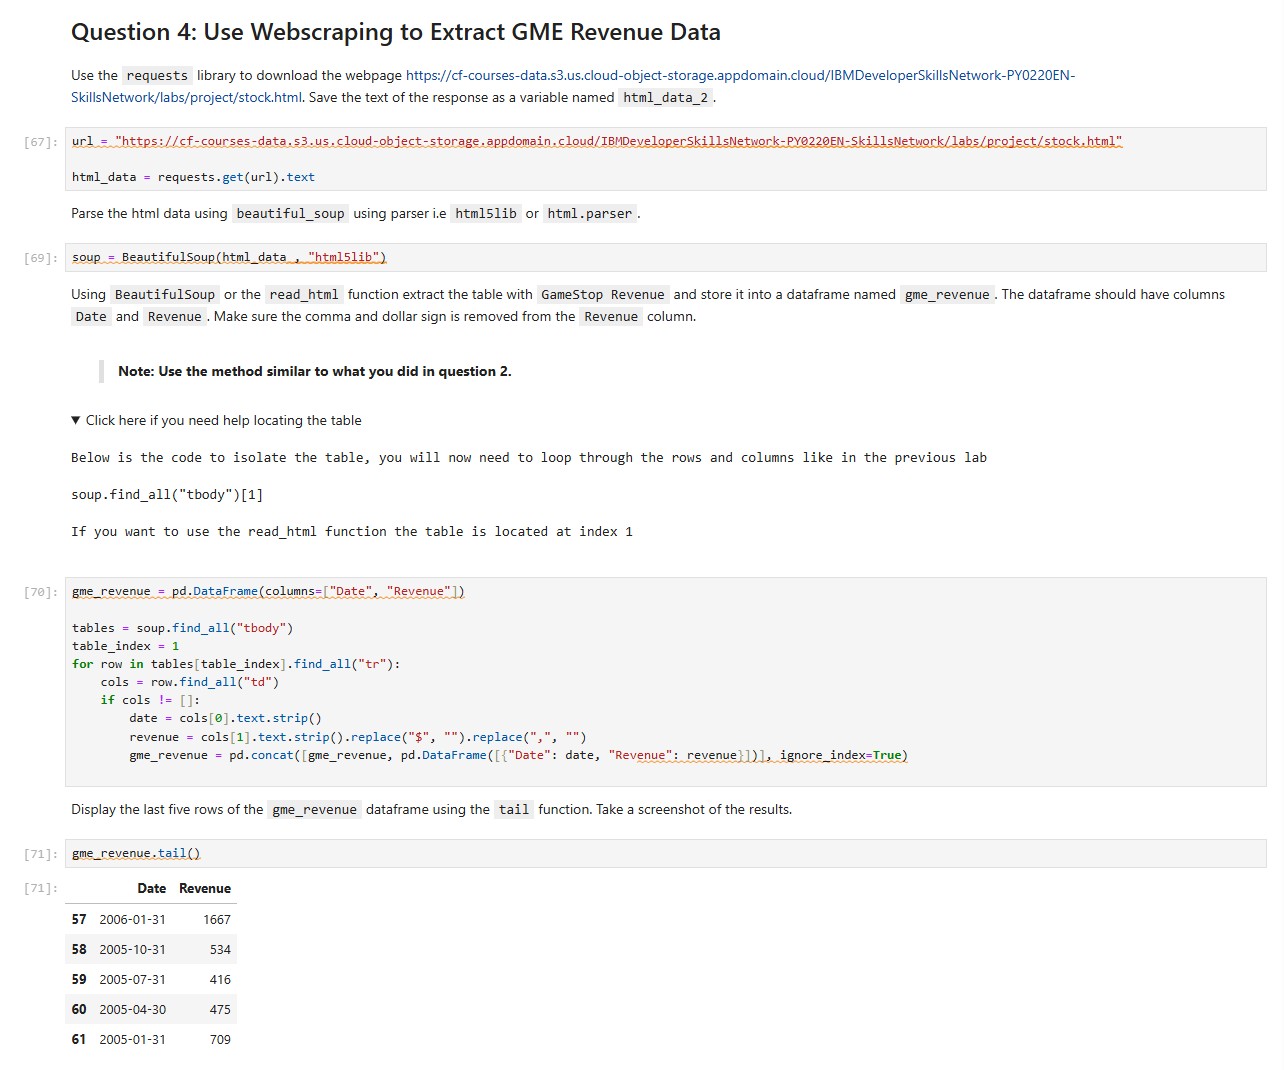 Question 4: Use Webscraping to Extract GME Revenue Data
Use the requests library to download the webpage https://cf-courses-data.s3.us.cloud-object-storage.appdomain.cloud/IBMDeveloperSkillsNetwork-PY0220EN-
SkillsNetwork/labs/project/stock.html. Save the text of the response as a variable named html_data_2.
[67]: url = "https://cf-courses-data.s3.us.cloud-object-storage.appdomain.cloud/IBMDeveloperSkillsNetwork-PY0220EN-SkillsNetwork/labs/project/stock.html"
html_data = requests.get(url).text
Parse the html data using beautiful_soup using parser i.e html5lib or html.parser.
[69]: soup = BeautifulSoup(html_data , "html5lib")
Using BeautifulSoup or the read_html function extract the table with GameStop Revenue and store it into a dataframe named gme_revenue. The dataframe should have columns
Date and Revenue. Make sure the comma and dollar sign is removed from the Revenue column.
Note: Use the method similar to what you did in question 2.
▼ Click here if you need help locating the table
Below is the code to isolate the table, you will now need to loop through the rows and columns like in the previous lab
soup.find_all("tbody")[1]
If you want to use the read_html function the table is located at index 1
[70]: gme_revenue = pd.DataFrame(columns=["Date", "Revenue"])
tables = soup.find_all("tbody")
table_index = 1
for row in tables[table_index].find_all("tr"):
    cols = row.find_all("td")
    if cols != []:
        date = cols[0].text.strip()
        revenue = cols[1].text.strip().replace("$", "").replace(",", "")
        gme_revenue = pd.concat([gme_revenue, pd.DataFrame([{"Date": date, "Revenue": revenue}])], ignore_index=True)
Display the last five rows of the gme_revenue dataframe using the tail function. Take a screenshot of the results.
[71]: gme_revenue.tail()
[71]: Date Revenue
57 2006-01-31 1667
58 2005-10-31 534
59 2005-07-31 416
60 2005-04-30 475
61 2005-01-31 709